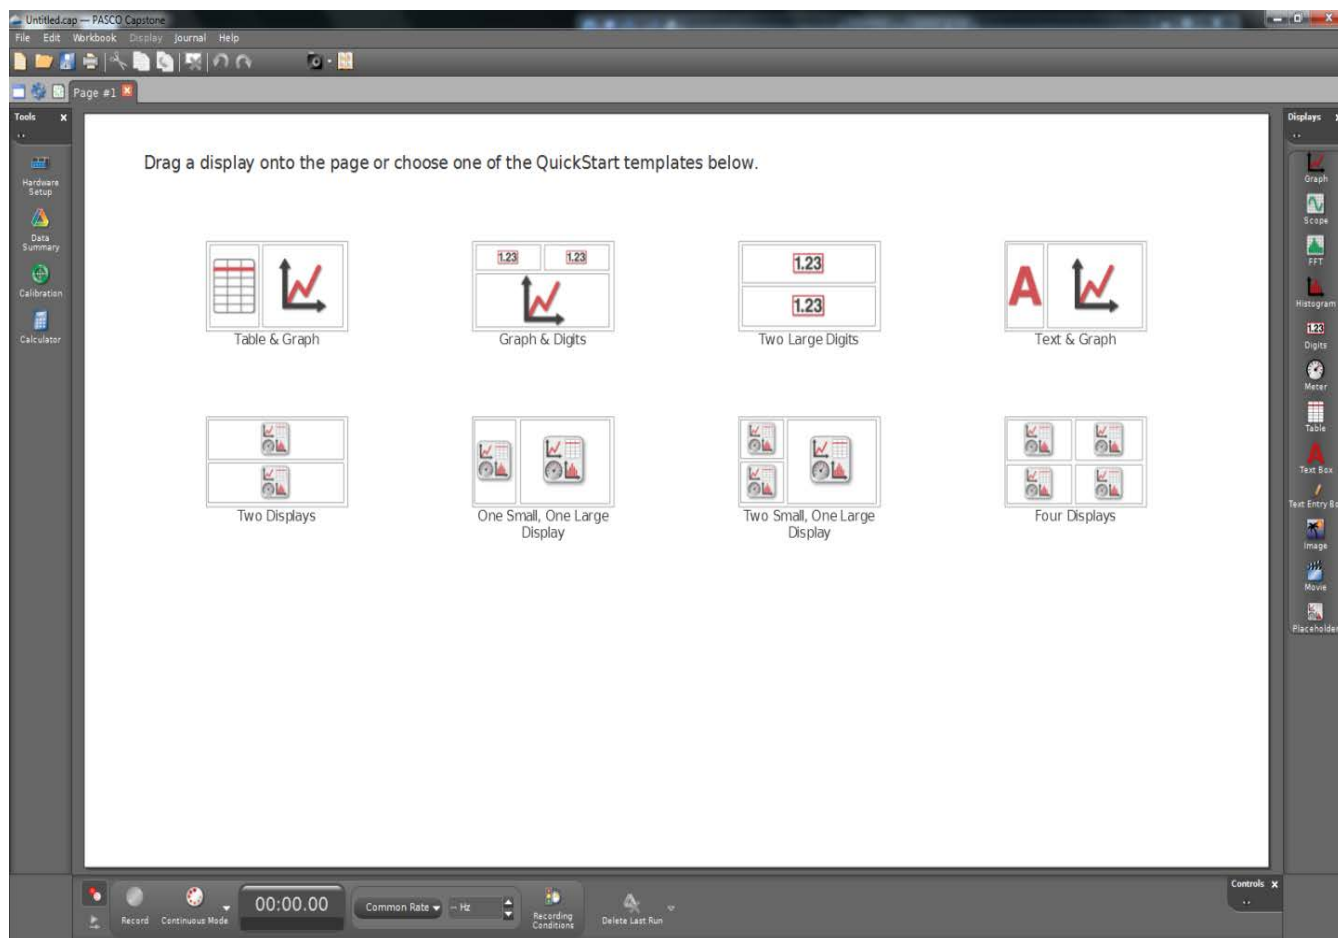 Untitled.cap — PASCO Capstone
File Edit Workbook Display Journal Help
Page #1
Tools x
Displays
Hardware
Setup
Data
Summary
Calibration
Calculator
Drag a display onto the page or choose one of the QuickStart templates below.
1.23 1.23 1.23
1.23
A
Table & Graph Graph & Digits Two Large Digits Text & Graph
Two Displays One Small, One Large Two Small, One Large Four Displays
Display Display
Graph
Scope
FFT
Histogram
1.23
Digits
Meter
Table
A
Text Box
Text Entry Bo
Image
Movie
Placeholder
Controls x
Record Continuous Mode 00:00.00 Common Rate -- Hz Recording
Conditions Delete Last Run